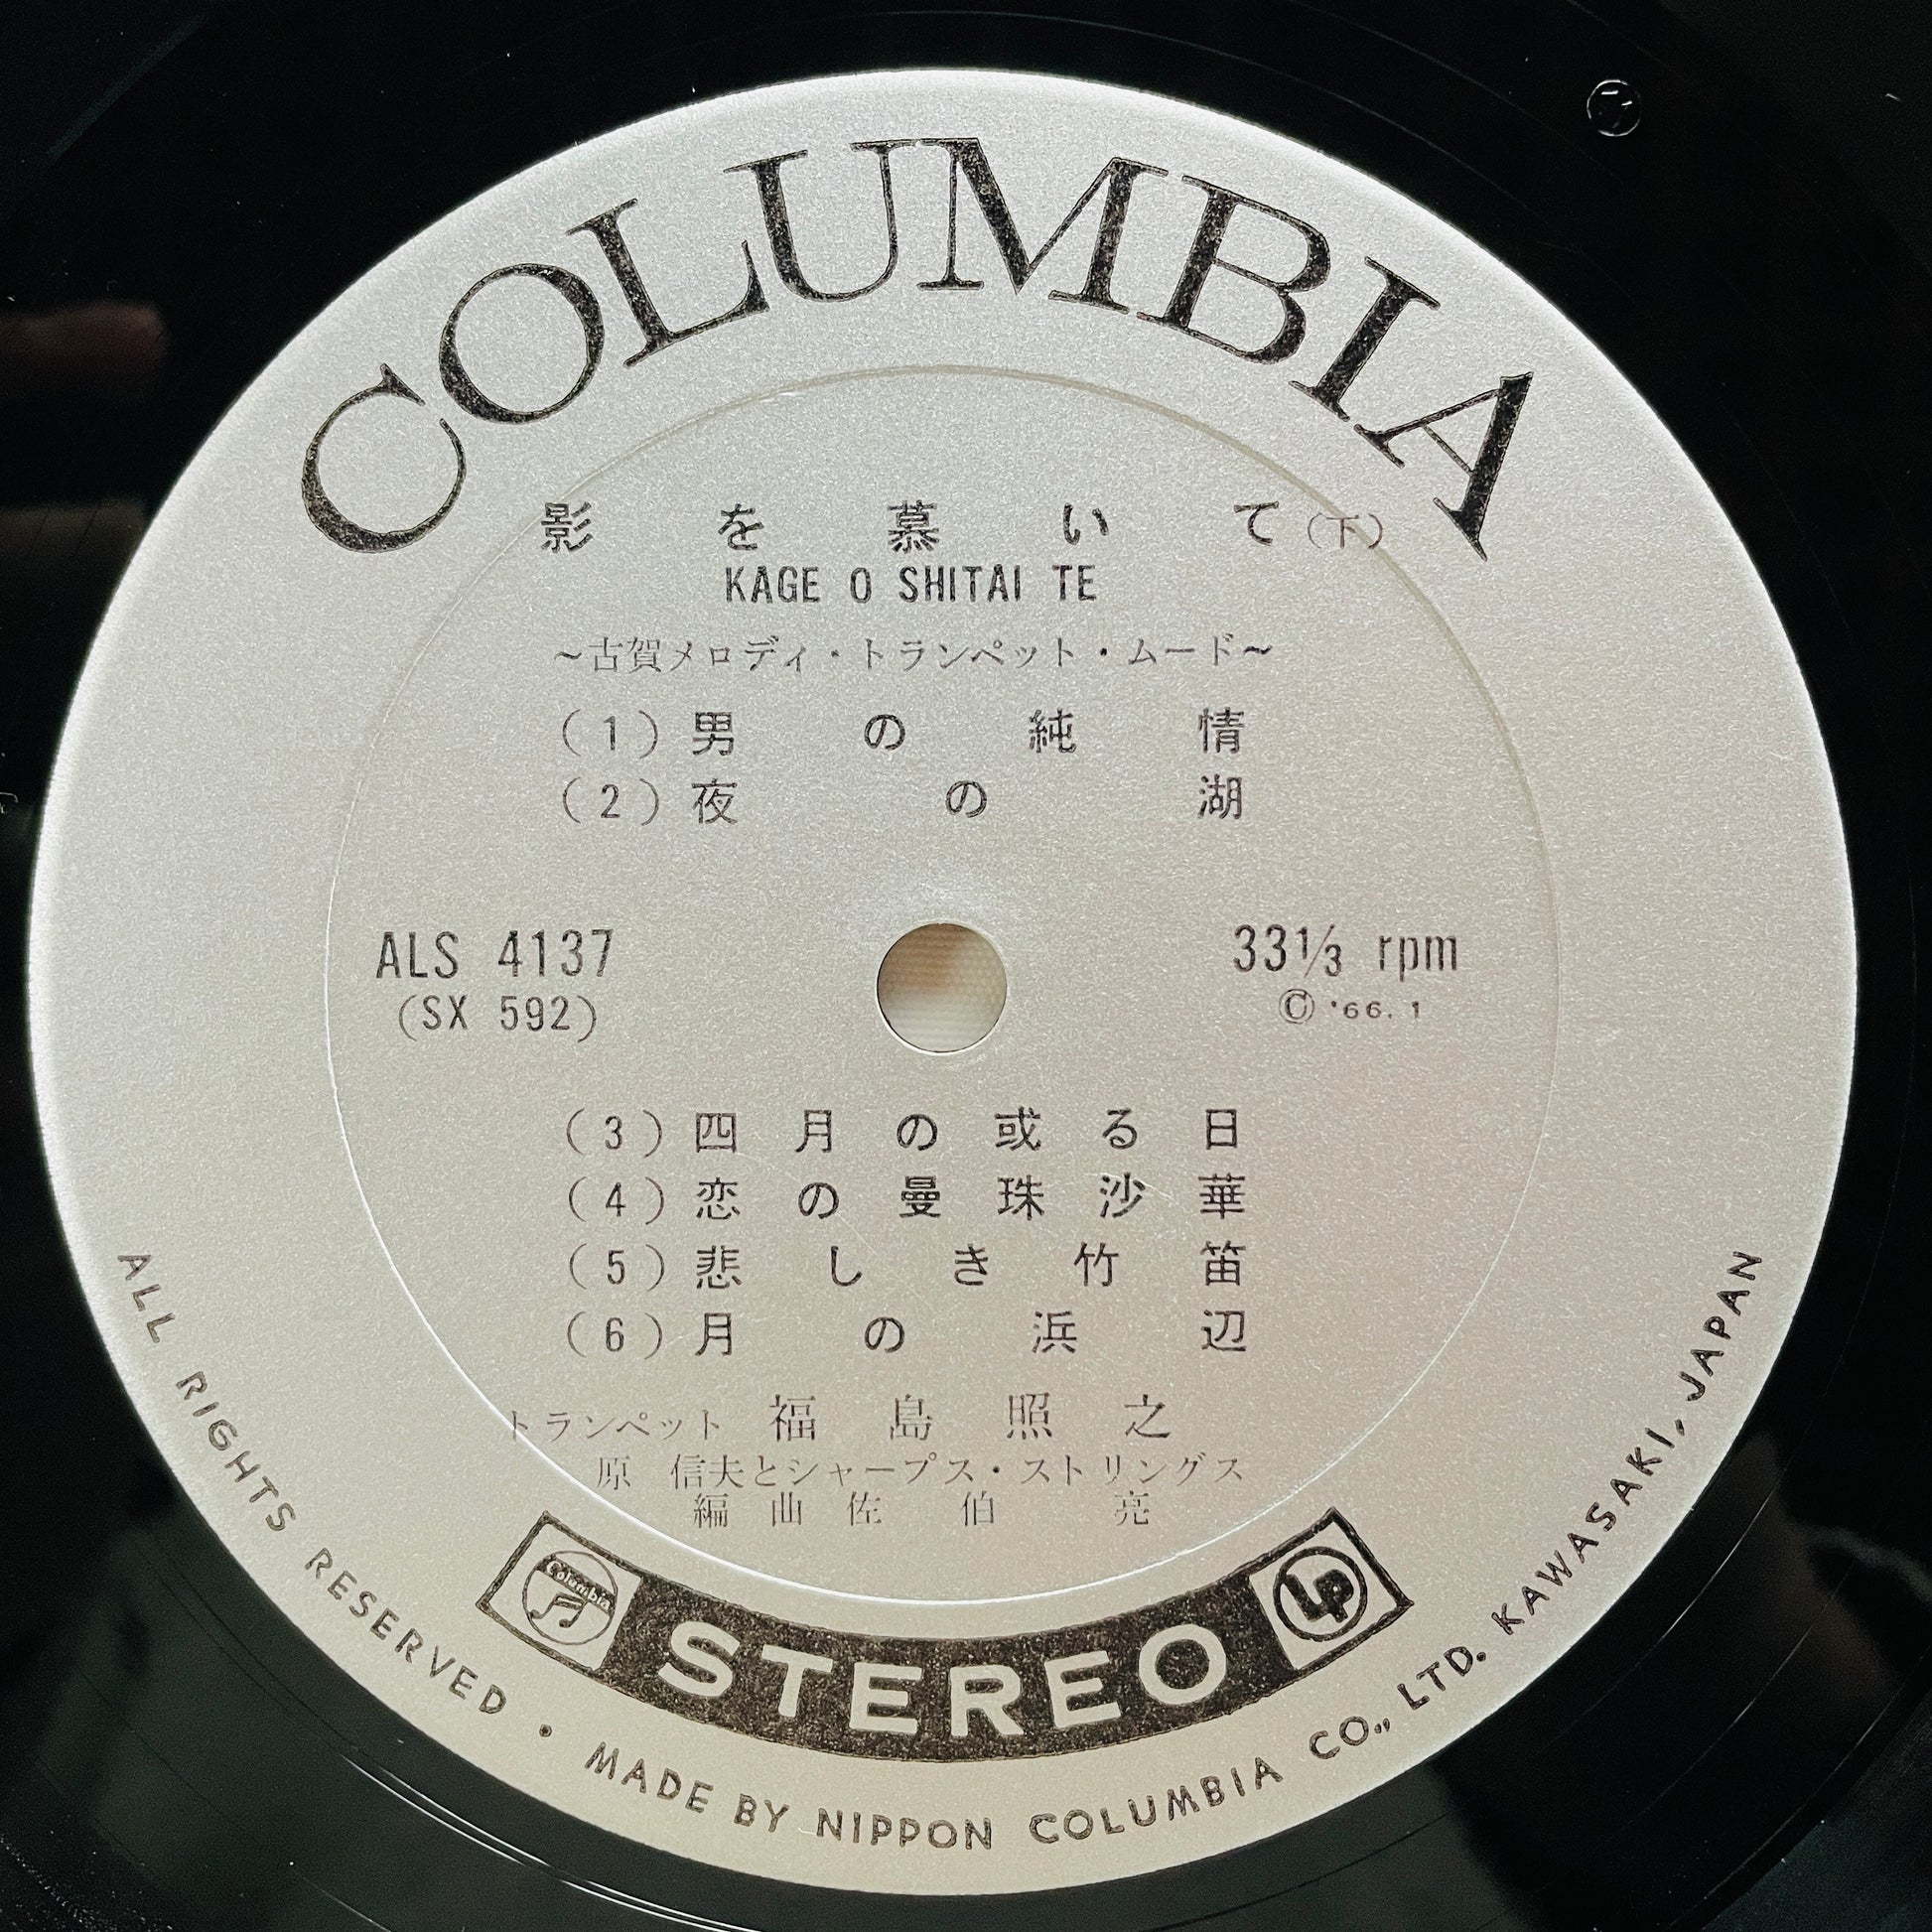 COLUMBIA
影を慕いて(下)
KAGE O SHITAI TE
~古賀メロディ・トランペット・ムード~
(1) 男の純情
(2) 夜の湖
ALS 4137
(SX 592)
33⅓ rpm
Ⓒ '66. 1
(3) 四月の或る日
(4) 恋の曼珠沙華
(5) 悲しき竹笛
(6) 月の浜辺
トランペット 福島照之
原 信夫とシャープス・ストリングス
編曲 佐伯 亮
Columbia
STEREO
LP
ALL RIGHTS RESERVED • MADE BY NIPPON COLUMBIA CO., LTD. KAWASAKI, JAPAN